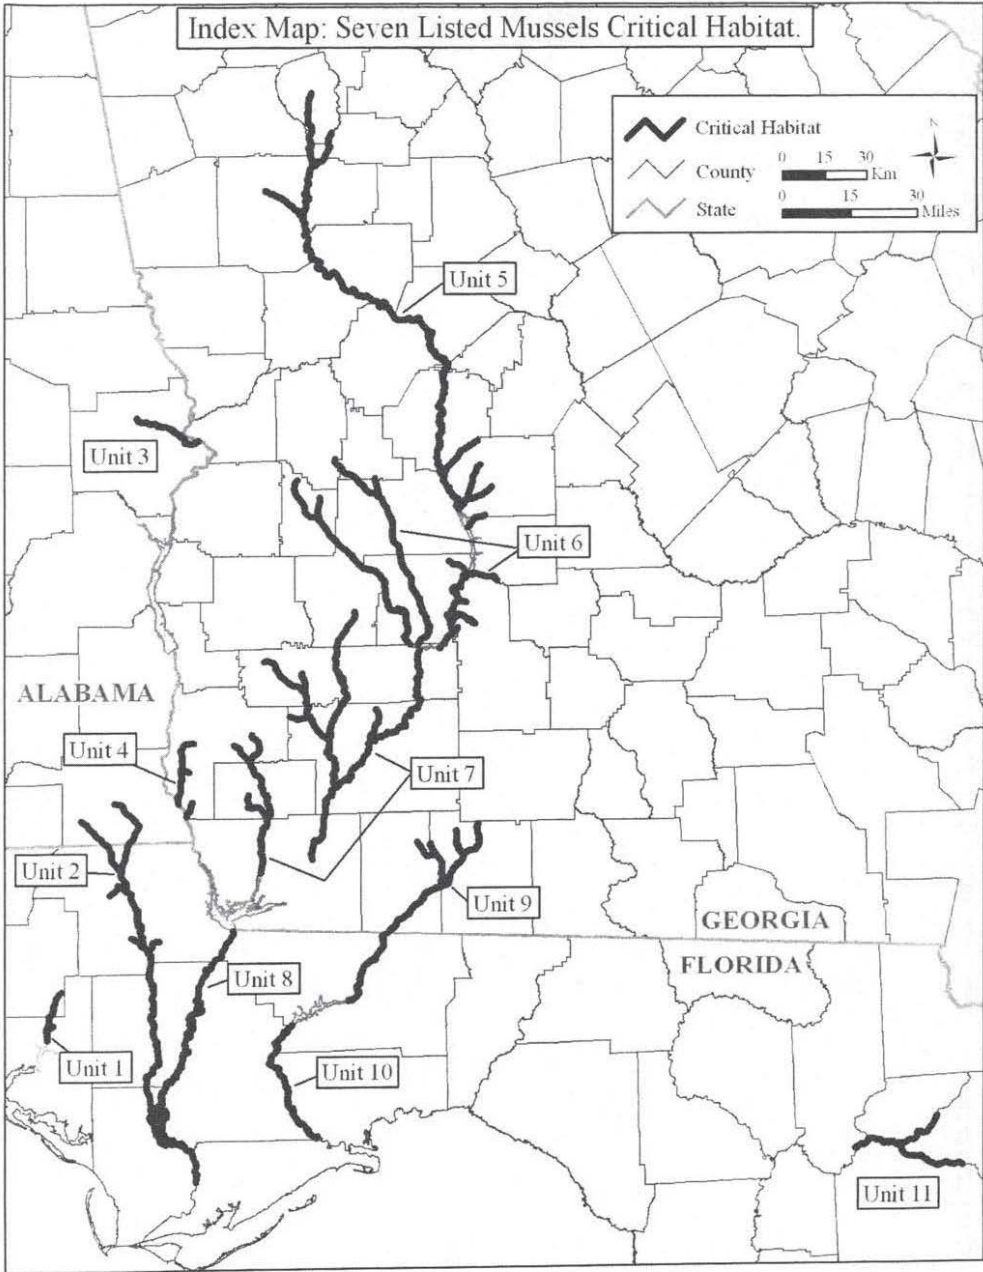 Index Map: Seven Listed Mussels Critical Habitat.
N
Critical Habitat
County
0 15 30
Km
State
0 15 30
Miles
Unit 5
Unit 3
Unit 6
ALABAMA
Unit 4
Unit 7
Unit 2
Unit 9
GEORGIA
FLORIDA
Unit 8
Unit 1
Unit 10
Unit 11